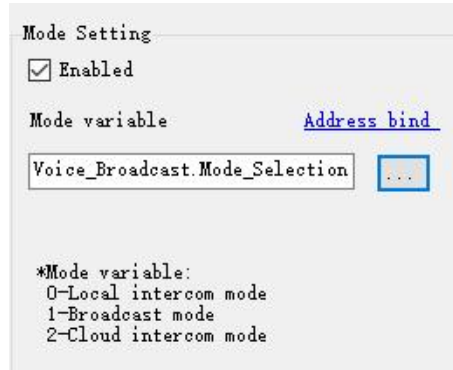 Mode Setting
Enabled
Mode variable Address bind
Voice_Broadcast.Mode_Selection ...
*Mode variable:
0-Local intercom mode
1-Broadcast mode
2-Cloud intercom mode